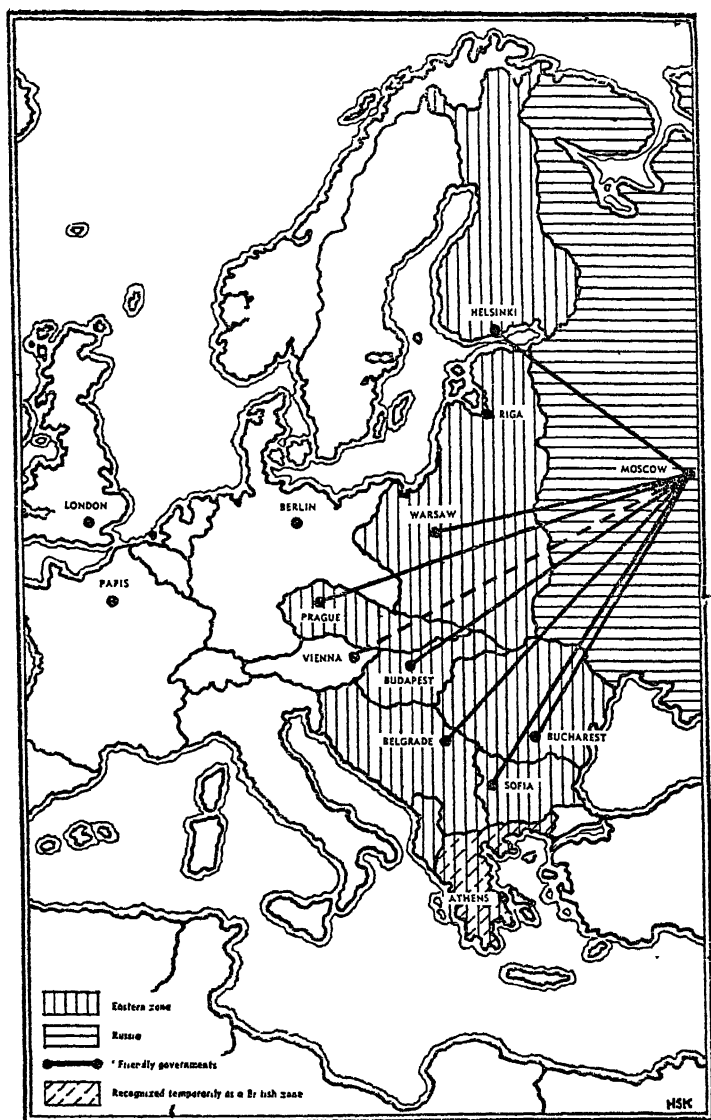 HELSINKI
RIGA
MOSCOW
LONDON
BERLIN
WARSAW
PARIS
PRAGUE
VIENNA
BUDAPEST
BELGRADE
BUCHAREST
SOFIA
ATHENS
Eastern zone
Russia
"Friendly governments
Recognized temporarily as a Br tish zone
HSK